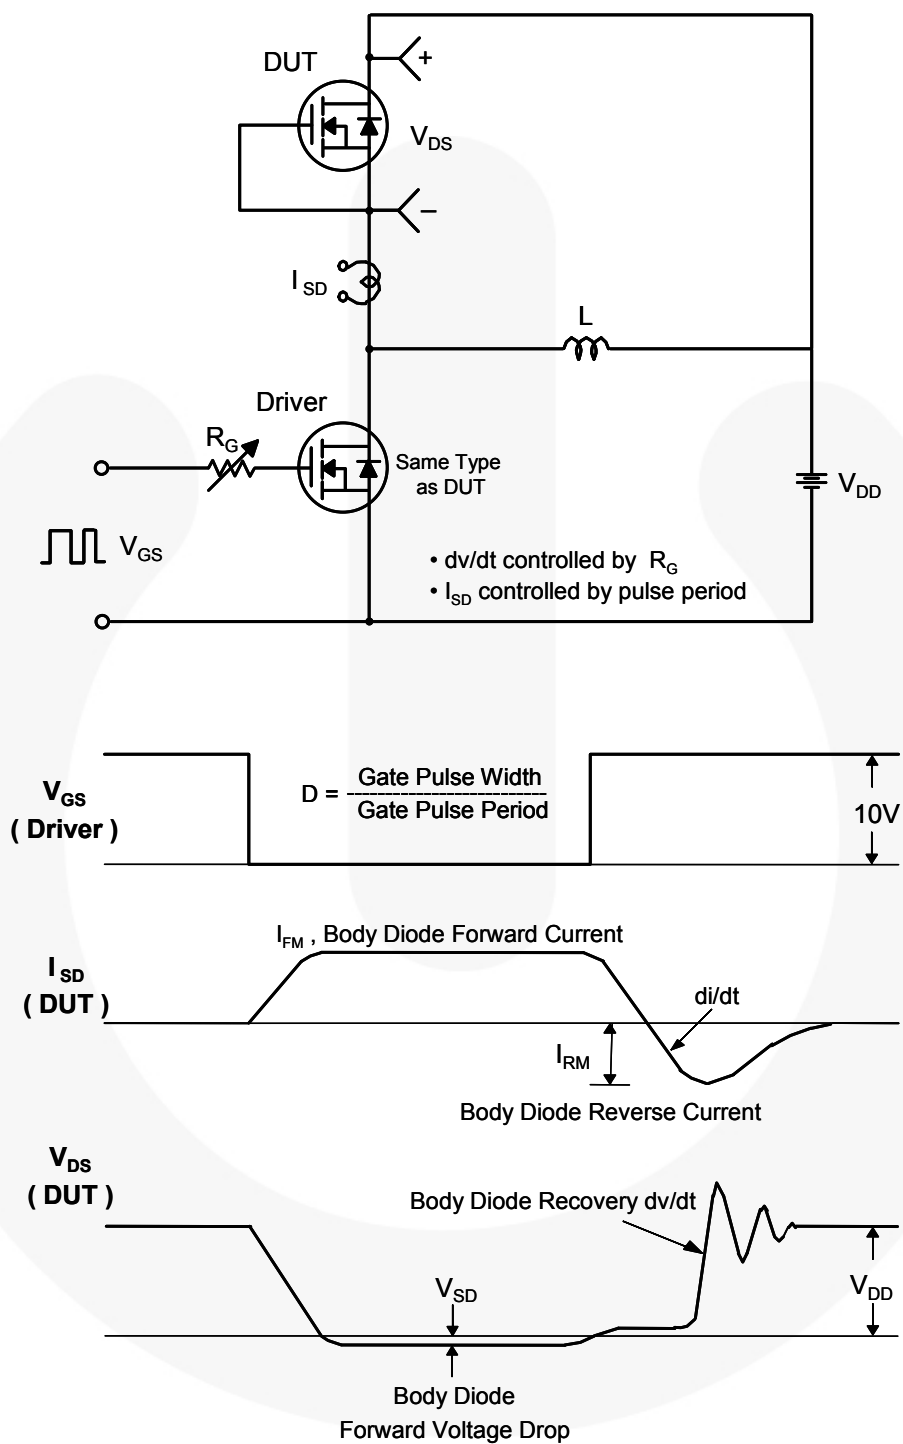 +
DUT
V_DS
−
I_SD
L
Driver
R_G
Same Type
as DUT
V_DD
V_GS
• dv/dt controlled by R_G
• I_SD controlled by pulse period
V_GS
( Driver )
D = Gate Pulse Width
--------------------------
Gate Pulse Period
10V
I_FM , Body Diode Forward Current
I_SD
( DUT )
di/dt
I_RM
Body Diode Reverse Current
V_DS
( DUT )
Body Diode Recovery dv/dt
V_SD
V_DD
Body Diode
Forward Voltage Drop